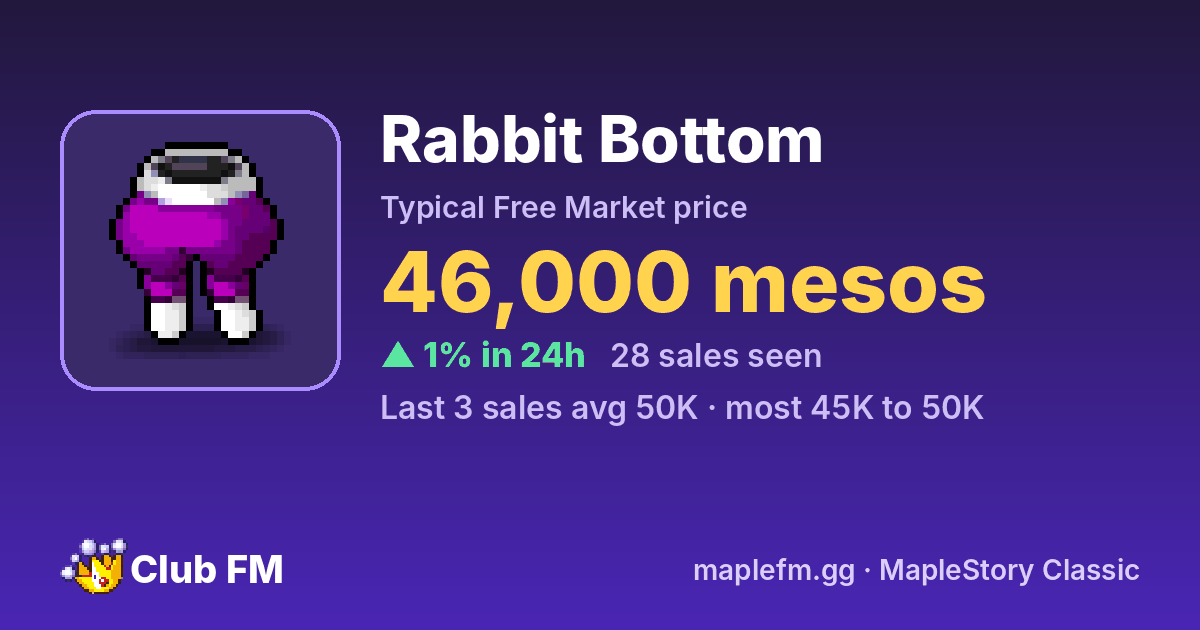 Rabbit Bottom
Typical Free Market price
46,000 mesos
▲ 1% in 24h 28 sales seen
Last 3 sales avg 50K · most 45K to 50K
Club FM
maplefm.gg · MapleStory Classic